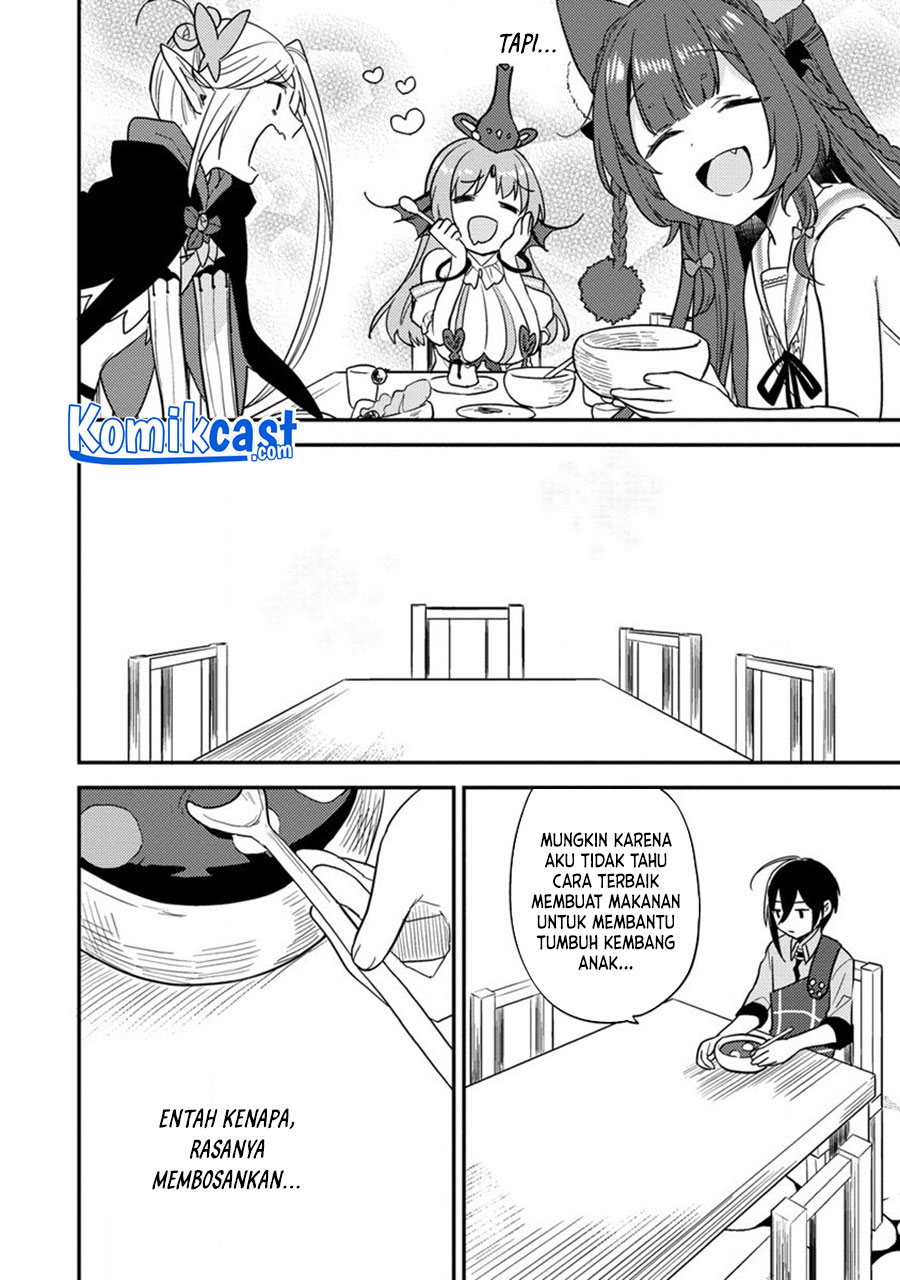 TAPI...
Komikcast
.com
MUNGKIN KARENA
AKU TIDAK TAHU
CARA TERBAIK
MEMBUAT MAKANAN
UNTUK MEMBANTU
TUMBUH KEMBANG
ANAK...
ENTAH KENAPA,
RASANYA
MEMBOSANKAN...